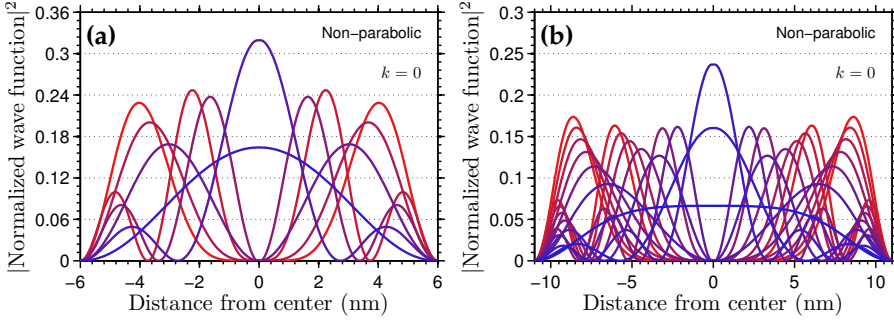 (a)
Non-parabolic
k = 0
|Normalized wave function|²
0.36
0.3
0.24
0.18
0.12
0.06
0
−6
−4
−2
0
2
4
6
Distance from center (nm)
(b)
Non-parabolic
k = 0
|Normalized wave function|²
0.3
0.25
0.2
0.15
0.1
0.05
0
−10
−5
0
5
10
Distance from center (nm)